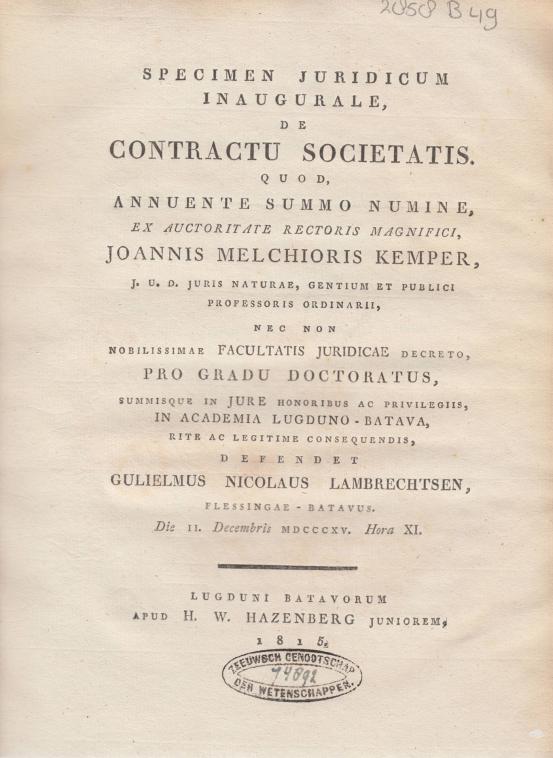 2858 B 49
SPECIMEN JURIDICUM
INAUGURALE,
DE
CONTRACTU SOCIETATIS.
QUOD,
ANNUENTE SUMMO NUMINE,
EX AUCTORITATE RECTORIS MAGNIFICI,
JOANNIS MELCHIORIS KEMPER,
J. U. D. JURIS NATURAE, GENTIUM ET PUBLICI
PROFESSORIS ORDINARII,
NEC NON
NOBILISSIMAE FACULTATIS JURIDICAE DECRETO,
PRO GRADU DOCTORATUS,
SUMMISQUE IN JURE HONORIBUS AC PRIVILEGIIS,
IN ACADEMIA LUGDUNO-BATAVA,
RITE AC LEGITIME CONSEQUENDIS,
DEFENDET
GULIELMUS NICOLAUS LAMBRECHTSEN,
FLESSINGAE-BATAVUS.
Die 11. Decembris MDCCCXV. Hora XI.
LUGDUNI BATAVORUM
APUD H. W. HAZENBERG JUNIOREM,
1815.
ZEEUWSCH GENOOTSCHAP
74892
DER WETENSCHAPPEN.